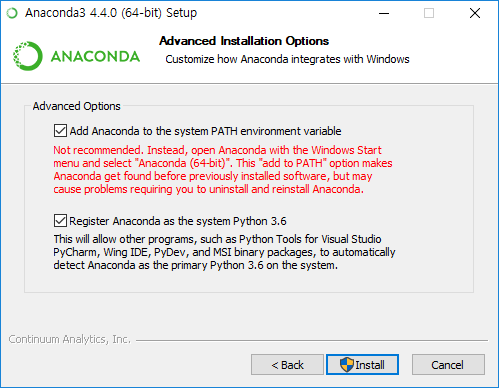 Anaconda3 4.4.0 (64-bit) Setup
ANACONDA
Advanced Installation Options
Customize how Anaconda integrates with Windows
Advanced Options
Add Anaconda to the system PATH environment variable
Not recommended. Instead, open Anaconda with the Windows Start
menu and select "Anaconda (64-bit)". This "add to PATH" option makes
Anaconda get found before previously installed software, but may
cause problems requiring you to uninstall and reinstall Anaconda.
Register Anaconda as the system Python 3.6
This will allow other programs, such as Python Tools for Visual Studio
PyCharm, Wing IDE, PyDev, and MSI binary packages, to automatically
detect Anaconda as the primary Python 3.6 on the system.
Continuum Analytics, Inc.
< Back
Install
Cancel